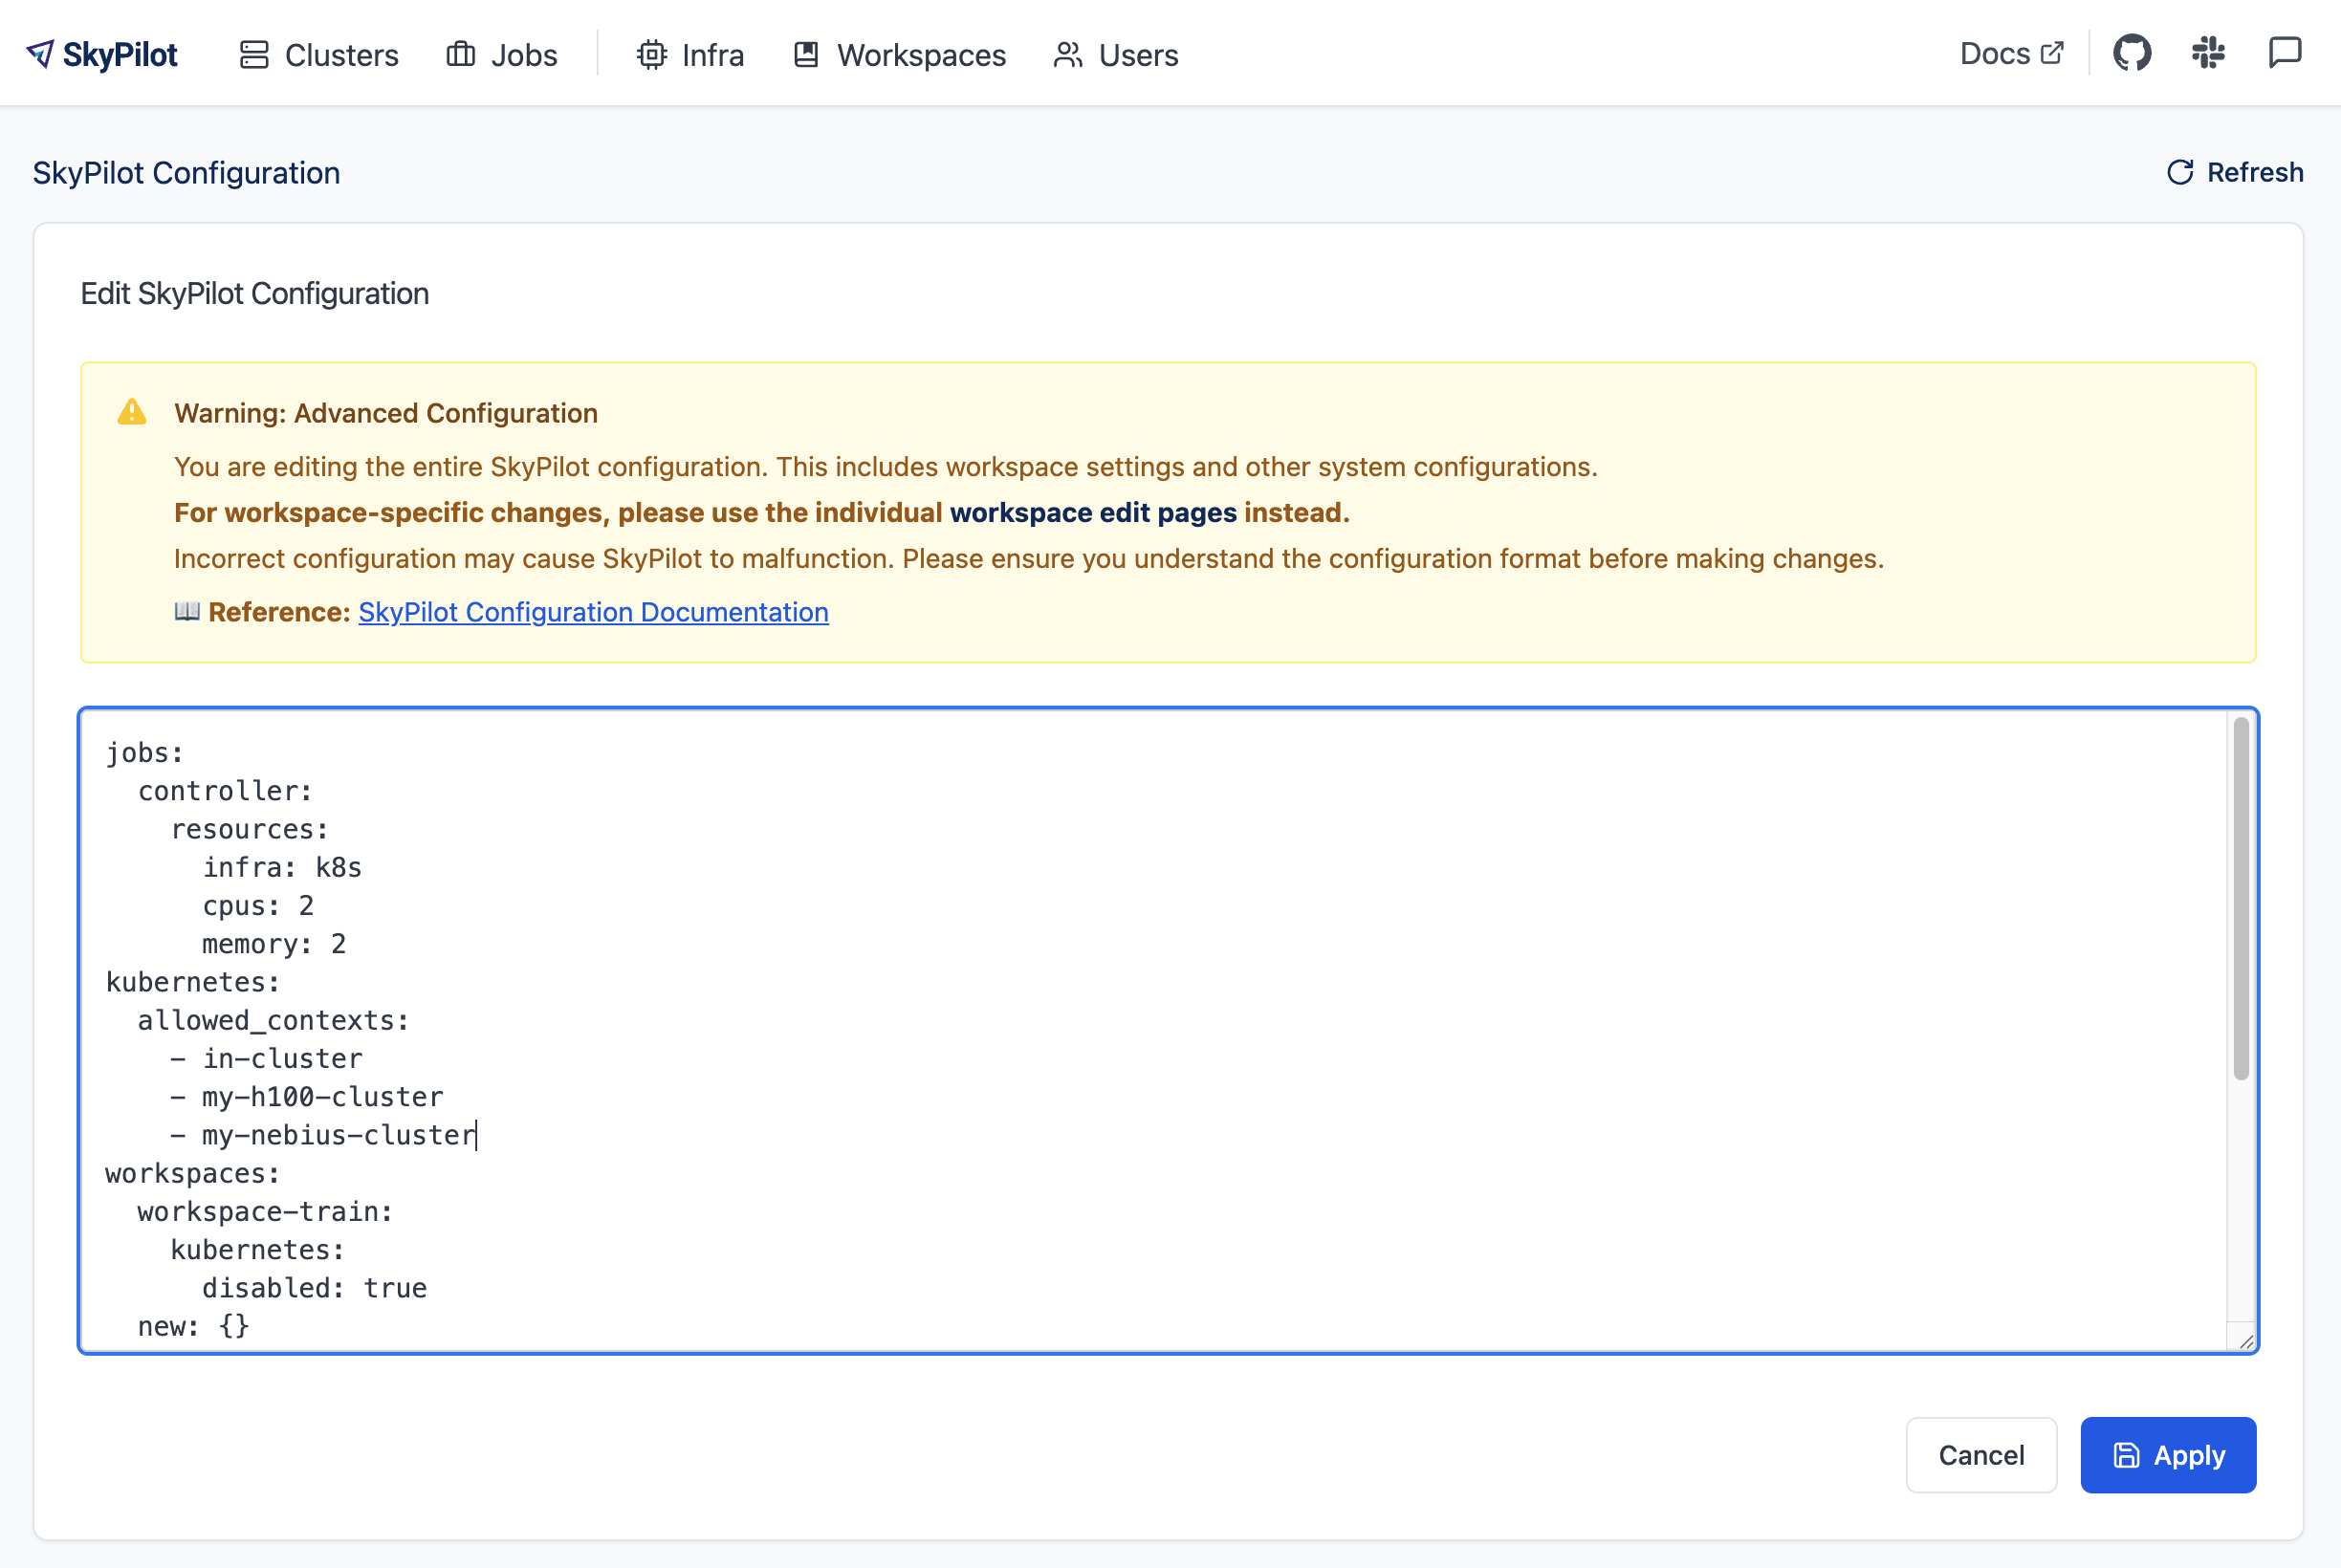 SkyPilot Clusters Jobs Infra Workspaces Users Docs
SkyPilot Configuration Refresh
Edit SkyPilot Configuration
Warning: Advanced Configuration
You are editing the entire SkyPilot configuration. This includes workspace settings and other system configurations.
For workspace-specific changes, please use the individual workspace edit pages instead.
Incorrect configuration may cause SkyPilot to malfunction. Please ensure you understand the configuration format before making changes.
📖 Reference: SkyPilot Configuration Documentation
jobs:
  controller:
    resources:
      infra: k8s
      cpus: 2
      memory: 2
kubernetes:
  allowed_contexts:
    - in-cluster
    - my-h100-cluster
    - my-nebius-cluster
workspaces:
  workspace-train:
    kubernetes:
      disabled: true
  new: {}
Cancel Apply